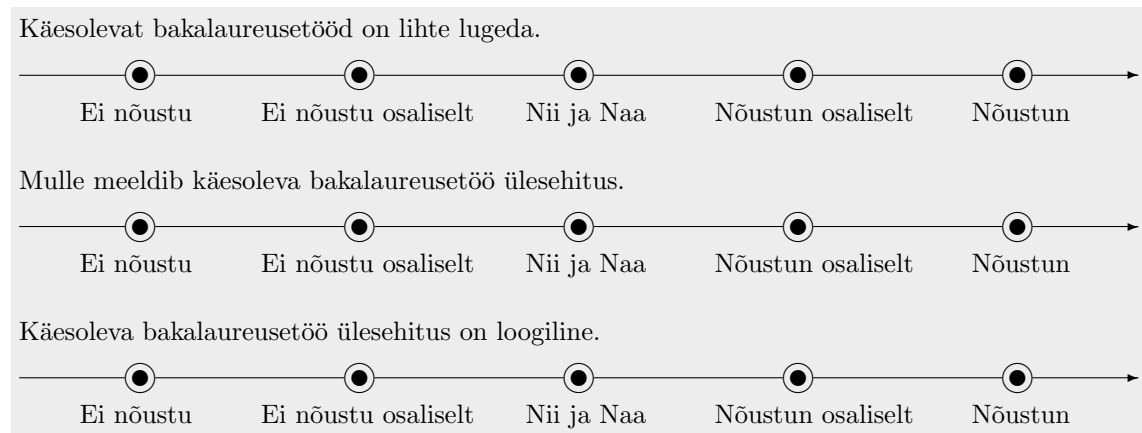 Käesolevat bakalaureusetööd on lihte lugeda.
Ei nõustu Ei nõustu osaliselt Nii ja Naa Nõustun osaliselt Nõustun
Mulle meeldib käesoleva bakalaureusetöö ülesehitus.
Ei nõustu Ei nõustu osaliselt Nii ja Naa Nõustun osaliselt Nõustun
Käesoleva bakalaureusetöö ülesehitus on loogiline.
Ei nõustu Ei nõustu osaliselt Nii ja Naa Nõustun osaliselt Nõustun